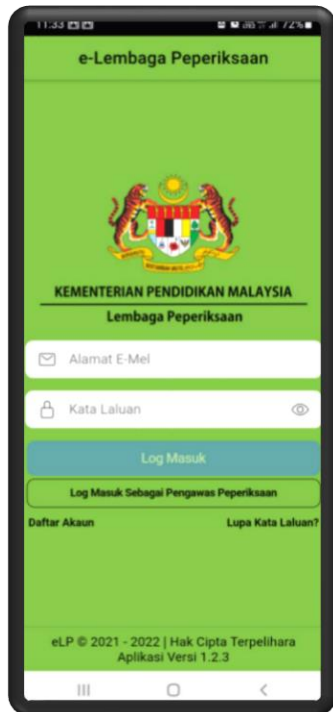 11:33
72%
e-Lembaga Peperiksaan
KEMENTERIAN PENDIDIKAN MALAYSIA
Lembaga Peperiksaan
Alamat E-Mel
Kata Laluan
Log Masuk
Log Masuk Sebagai Pengawas Peperiksaan
Daftar Akaun
Lupa Kata Laluan?
eLP © 2021 - 2022 | Hak Cipta Terpelihara
Aplikasi Versi 1.2.3